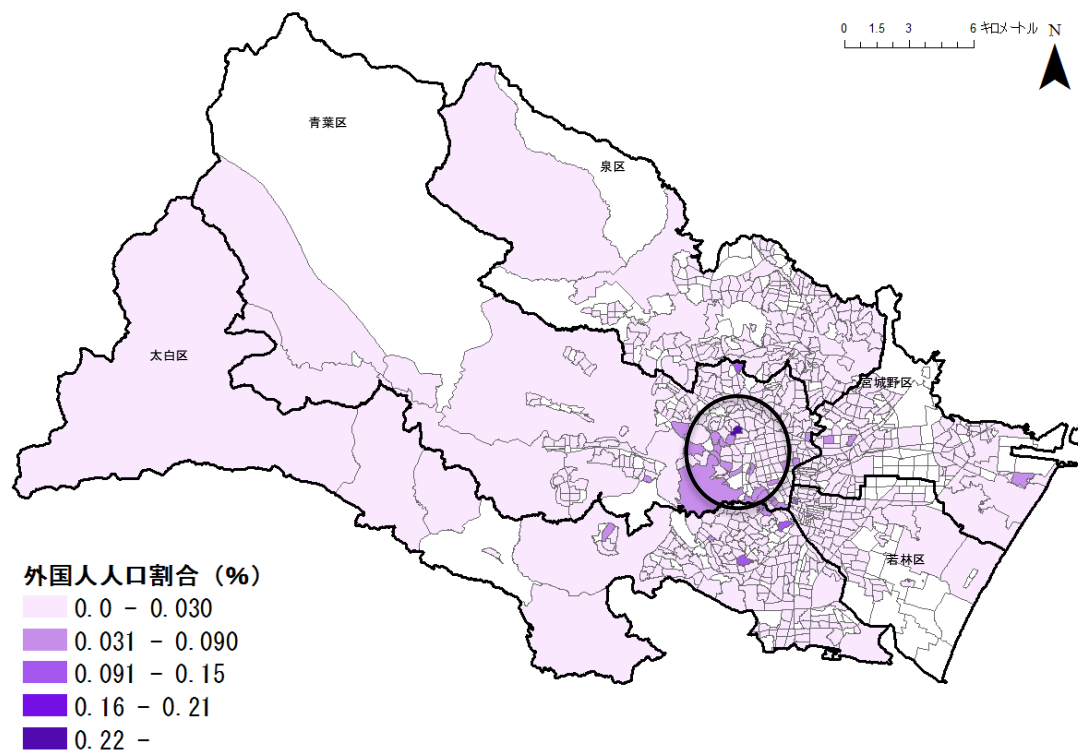 0 1.5 3 6 キロメートル N
青葉区
泉区
太白区
宮城野区
若林区
外国人人口割合 (%)
0.0 - 0.030
0.031 - 0.090
0.091 - 0.15
0.16 - 0.21
0.22 -